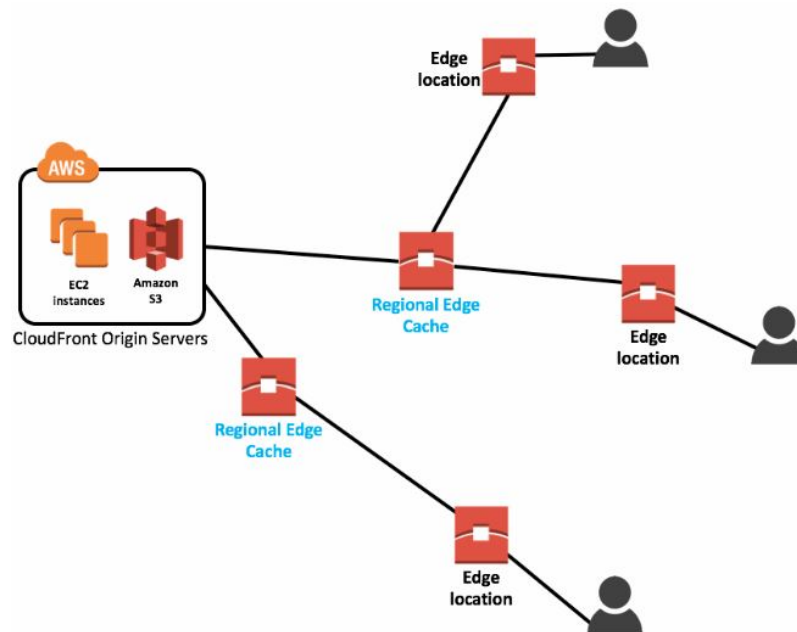 Edge
location
AWS
EC2
instances
Amazon
S3
CloudFront Origin Servers
Regional Edge
Cache
Edge
location
Regional Edge
Cache
Edge
location